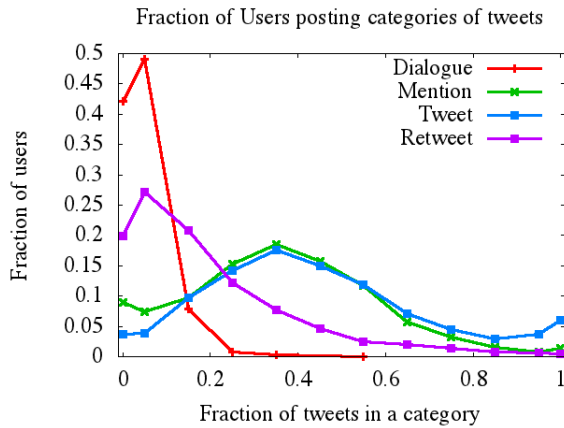 Fraction of Users posting categories of tweets
0.5
0.45
0.4
0.35
0.3
0.25
0.2
0.15
0.1
0.05
0
Fraction of users
Dialogue
Mention
Tweet
Retweet
0 0.2 0.4 0.6 0.8 1
Fraction of tweets in a category